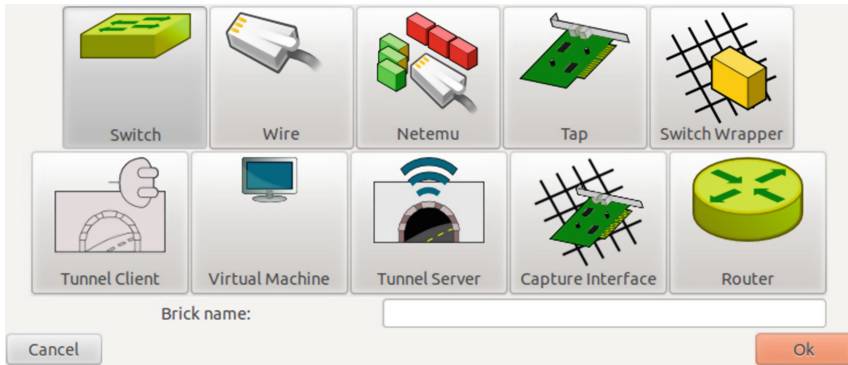 Switch
Wire
Netemu
Tap
Switch Wrapper
Tunnel Client
Virtual Machine
Tunnel Server
Capture Interface
Router
Brick name:
Cancel
Ok